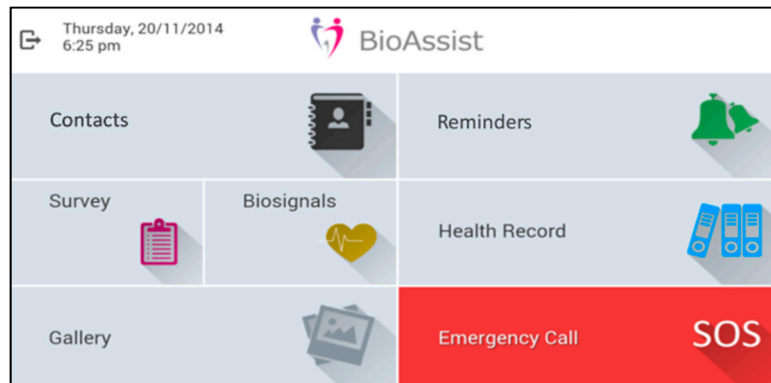 Thursday, 20/11/2014
6:25 pm
BioAssist
Contacts
Reminders
Survey
Biosignals
Health Record
Gallery
Emergency Call
SOS